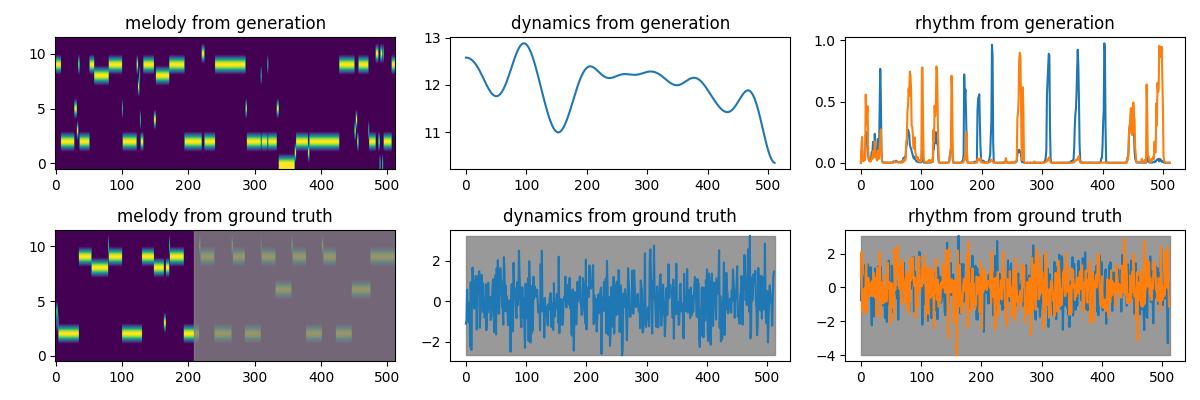 melody from generation
10
5
0
0 100 200 300 400 500
dynamics from generation
13
12
11
0 100 200 300 400 500
rhythm from generation
1.0
0.5
0.0
0 100 200 300 400 500
melody from ground truth
10
5
0
0 100 200 300 400 500
dynamics from ground truth
2
0
−2
0 100 200 300 400 500
rhythm from ground truth
2
0
−2
−4
0 100 200 300 400 500